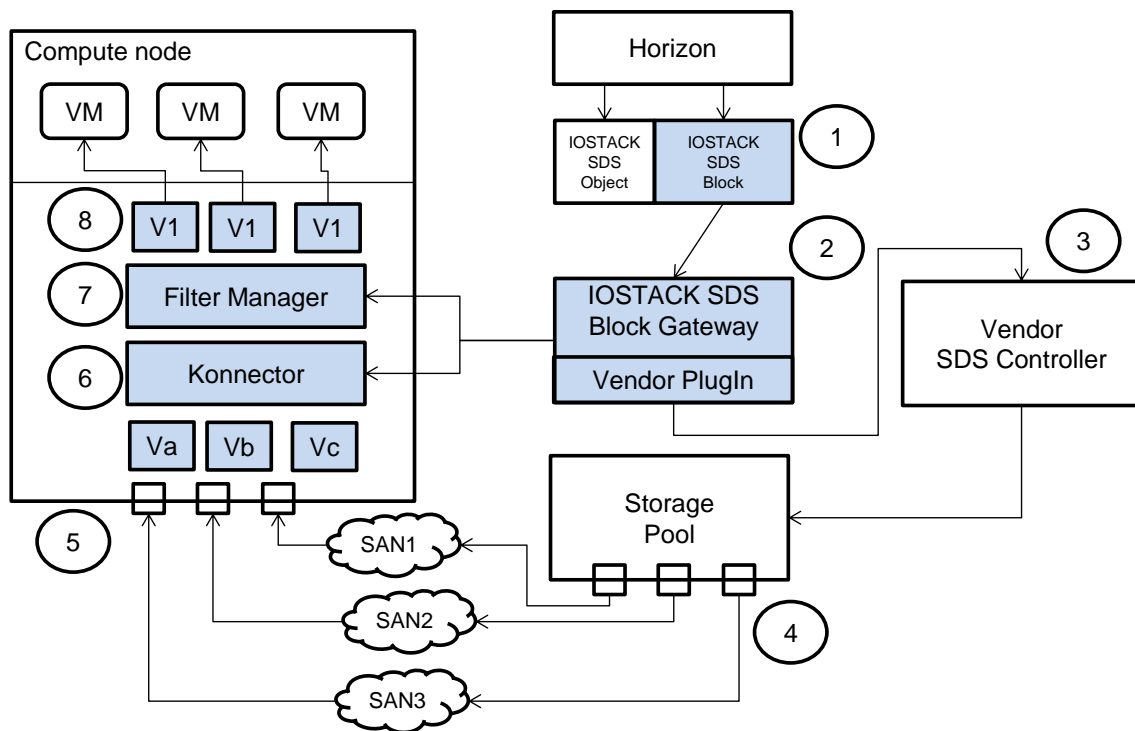 Compute node
VM
VM
VM
8
V1
V1
V1
7
Filter Manager
6
Konnector
Va
Vb
Vc
5
Horizon
IOSTACK
SDS
Object
IOSTACK
SDS
Block
1
2
IOSTACK SDS
Block Gateway
Vendor PlugIn
3
Vendor
SDS Controller
Storage
Pool
4
SAN1
SAN2
SAN3